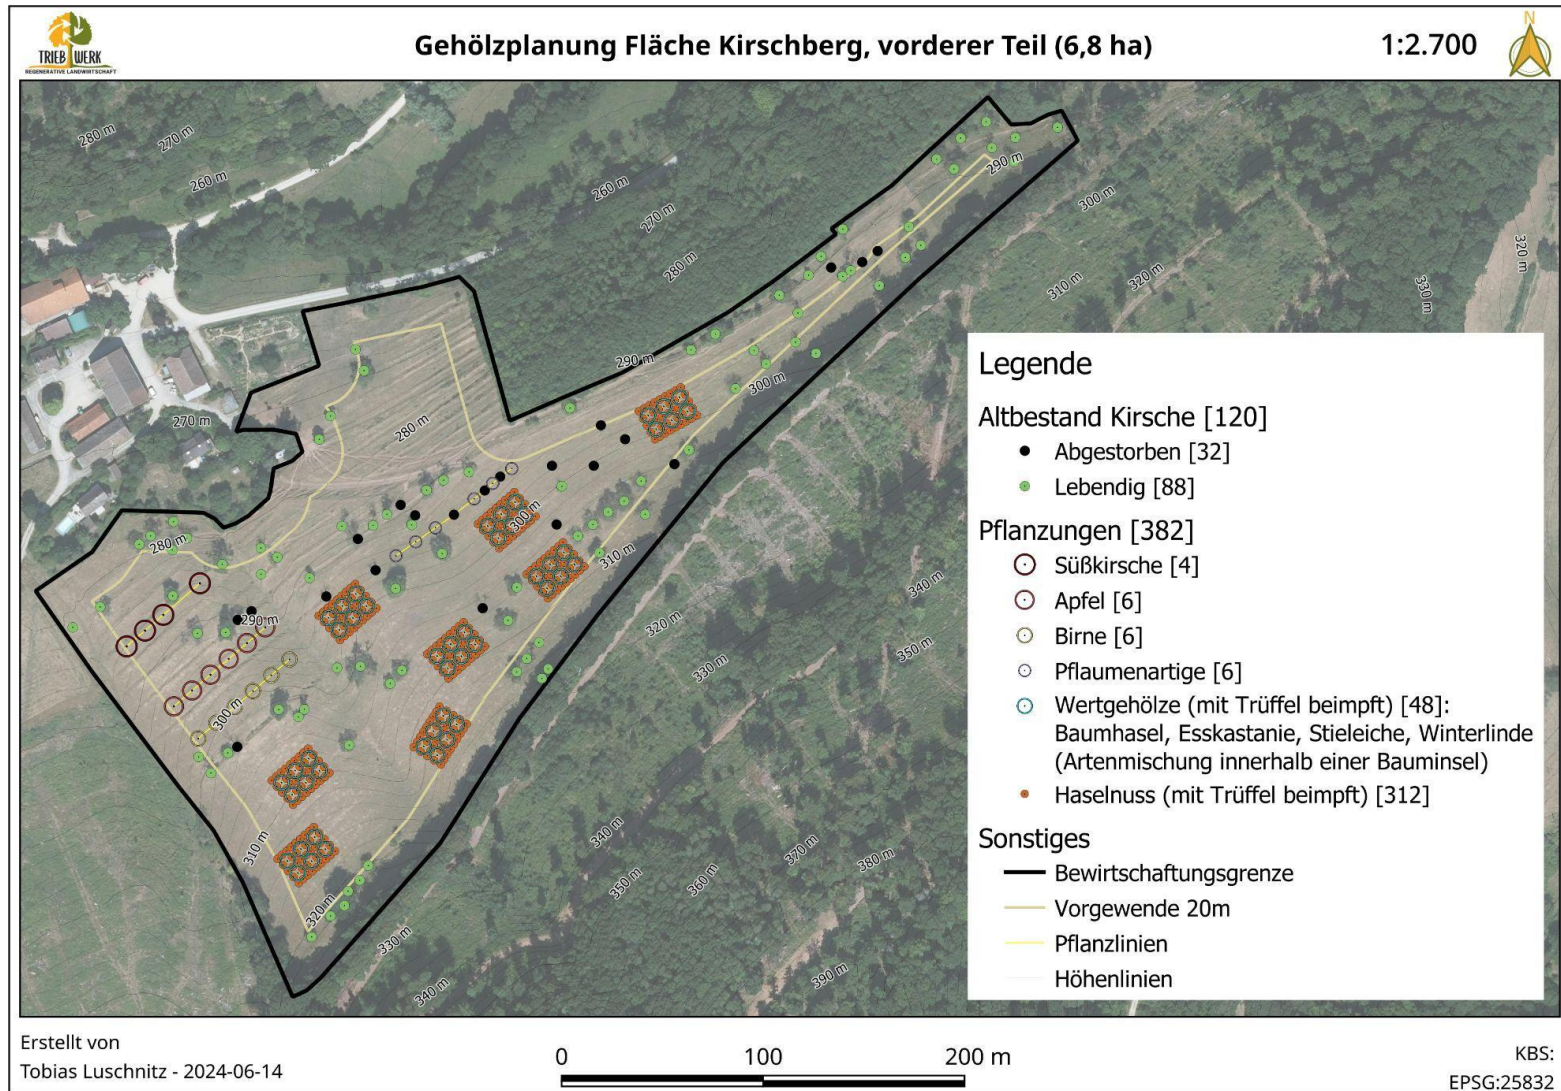 TRIEB WERK
REGENERATIVE LANDWIRTSCHAFT
Gehölzplanung Fläche Kirschberg, vorderer Teil (6,8 ha)
1:2.700
N
280 m
270 m
260 m
260 m
270 m
280 m
290 m
300 m
310 m
320 m
320 m
330 m
290 m
300 m
270 m
280 m
280 m
300 m
310 m
290 m
300 m
310 m
320 m
320 m
330 m
340 m
350 m
340 m
350 m
360 m
370 m
380 m
330 m
340 m
390 m
Legende
Altbestand Kirsche [120]
Abgestorben [32]
Lebendig [88]
Pflanzungen [382]
Süßkirsche [4]
Apfel [6]
Birne [6]
Pflaumenartige [6]
Wertgehölze (mit Trüffel beimpft) [48]:
Baumhasel, Esskastanie, Stieleiche, Winterlinde
(Artenmischung innerhalb einer Bauminsel)
Haselnuss (mit Trüffel beimpft) [312]
Sonstiges
Bewirtschaftungsgrenze
Vorgewende 20m
Pflanzlinien
Höhenlinien
Erstellt von
Tobias Luschnitz - 2024-06-14
0 100 200 m
KBS:
EPSG:25832